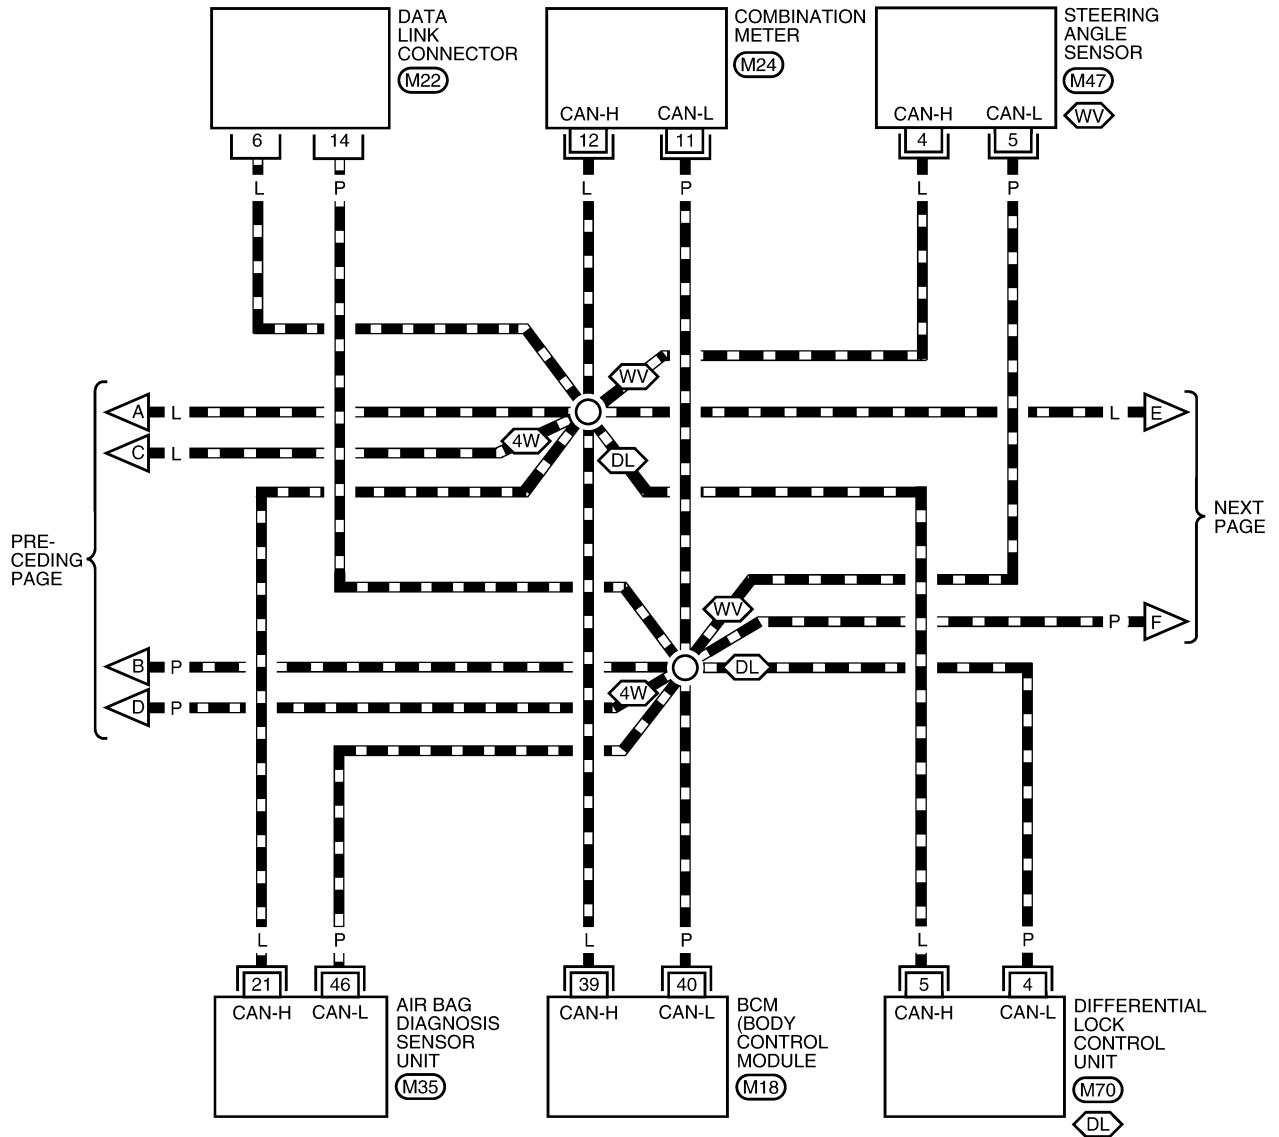 DATA
LINK
CONNECTOR
M22
COMBINATION
METER
M24
STEERING
ANGLE
SENSOR
M47
WV
CAN-H CAN-L
CAN-H CAN-L
6 14
12 11
4 5
L P
L P
L P
WV
A L
L E
4W
C L
DL
PRE-
CEDING
PAGE
NEXT
PAGE
WV
P F
B P
DL
4W
D P
L P
L P
L P
21 46
39 40
5 4
CAN-H CAN-L
CAN-H CAN-L
CAN-H CAN-L
AIR BAG
DIAGNOSIS
SENSOR
UNIT
M35
BCM
(BODY
CONTROL
MODULE
M18
DIFFERENTIAL
LOCK
CONTROL
UNIT
M70
DL